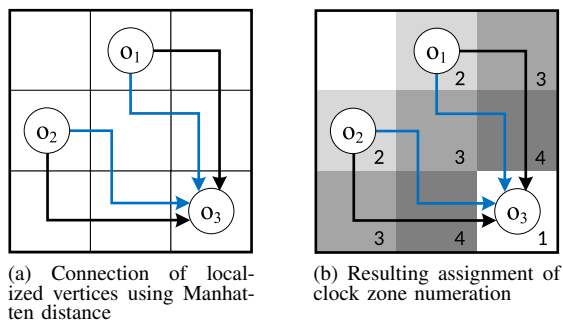 o1
o2
o3
o1
2
3
o2
2
3
4
o3
3
4
1
(a) Connection of local-
ized vertices using Manhat-
ten distance
(b) Resulting assignment of
clock zone numeration